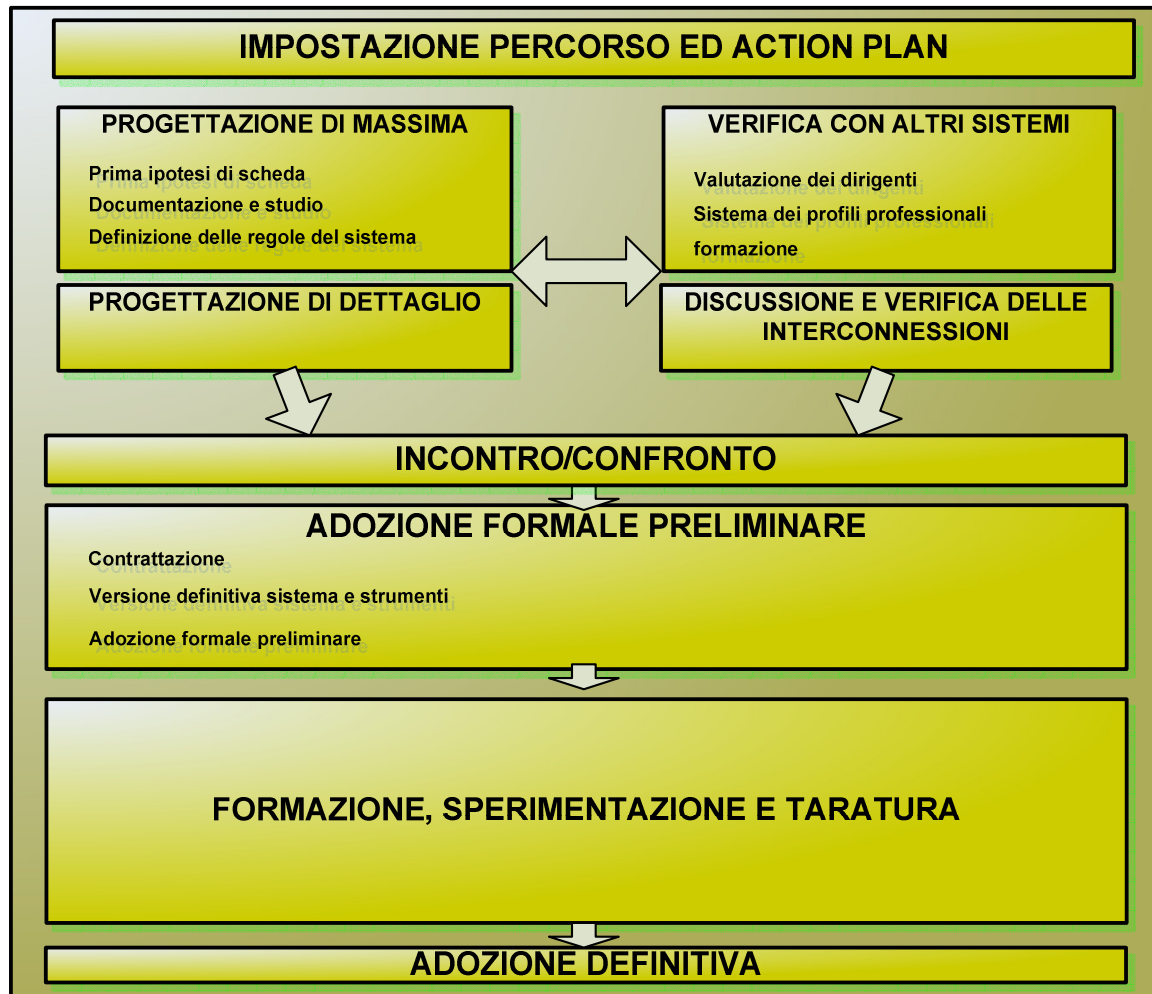 IMPOSTAZIONE PERCORSO ED ACTION PLAN
PROGETTAZIONE DI MASSIMA
Prima ipotesi di scheda
Documentazione e studio
Definizione delle regole del sistema
VERIFICA CON ALTRI SISTEMI
Valutazione dei dirigenti
Sistema dei profili professionali
formazione
PROGETTAZIONE DI DETTAGLIO
DISCUSSIONE E VERIFICA DELLE
INTERCONNESSIONI
INCONTRO/CONFRONTO
ADOZIONE FORMALE PRELIMINARE
Contrattazione
Versione definitiva sistema e strumenti
Adozione formale preliminare
FORMAZIONE, SPERIMENTAZIONE E TARATURA
ADOZIONE DEFINITIVA